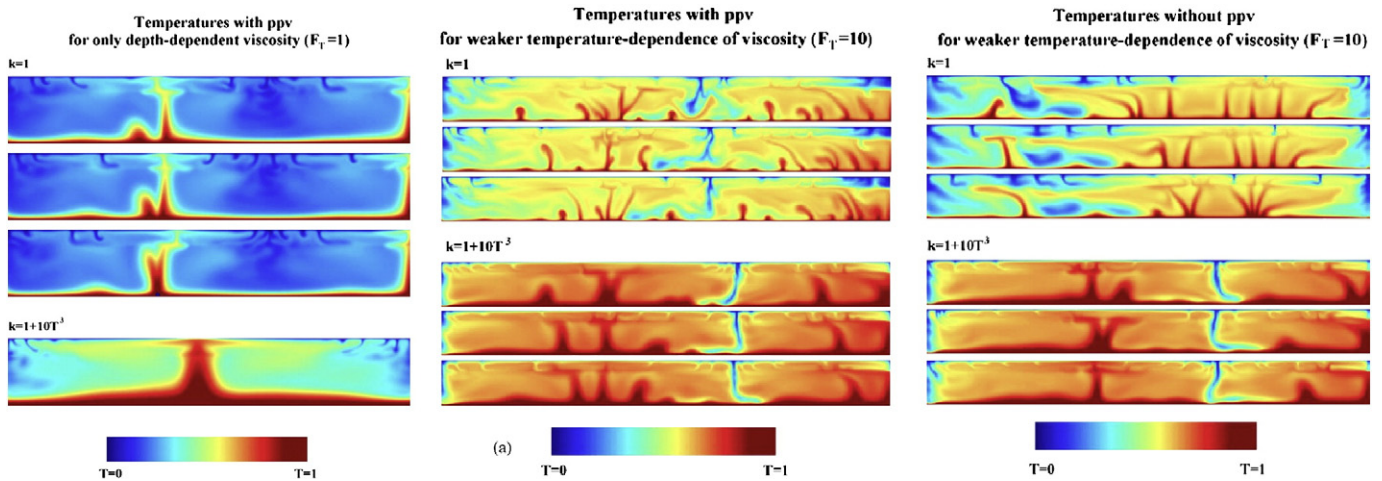 Temperatures with ppv
for only depth-dependent viscosity (F_T =1)
k=1
k=1+10T^3
T=0 T=1
Temperatures with ppv
for weaker temperature-dependence of viscosity (F_T =10)
k=1
k=1+10T^3
(a)
T=0 T=1
Temperatures without ppv
for weaker temperature-dependence of viscosity (F_T =10)
k=1
k=1+10T^3
T=0 T=1